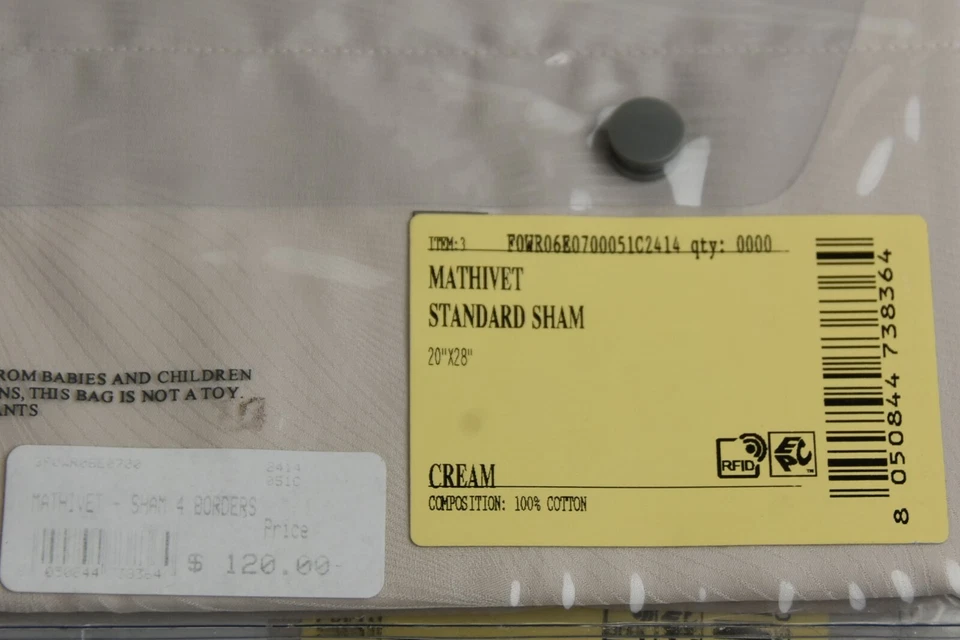 ITEM:3 F0WR06E0700051C2414 qty: 0000
MATHIVET
STANDARD SHAM
20"X28"
CREAM
COMPOSITION: 100% COTTON
RFID
EPC
TM
8 050844 738364
ROM BABIES AND CHILDREN
NS, THIS BAG IS NOT A TOY.
ANTS
2414
051C
MATHIVET - SHAM 4 BORDERS
Price
$ 120.00-